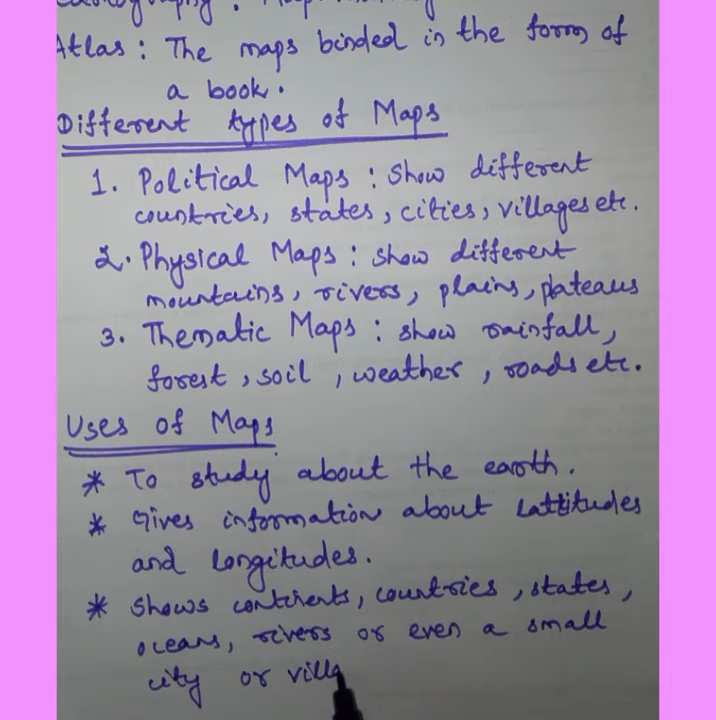 Atlas : The maps binded in the form of
a book.
Different types of Maps
1. Political Maps : Show different
countries, states, cities, villages etc.
2. Physical Maps : show different
mountains, rivers, plains, plateaus
3. Thematic Maps : show rainfall,
forest, soil, weather, roads etc.
Uses of Maps
* To study about the earth.
* Gives information about Lattitudes
and Longitudes.
* Shows continents, countries, states,
oceans, rivers or even a small
city or villa